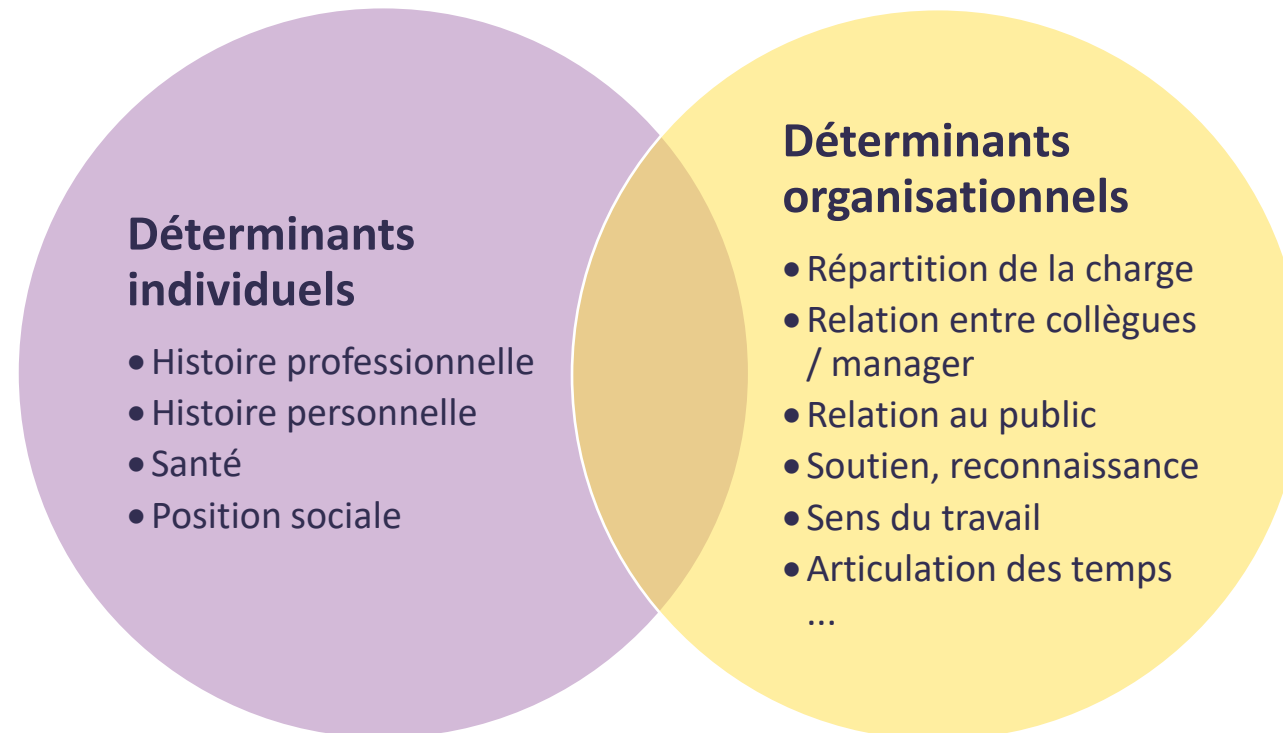 Déterminants
individuels
• Histoire professionnelle
• Histoire personnelle
• Santé
• Position sociale
Déterminants
organisationnels
• Répartition de la charge
• Relation entre collègues
/ manager
• Relation au public
• Soutien, reconnaissance
• Sens du travail
• Articulation des temps
...